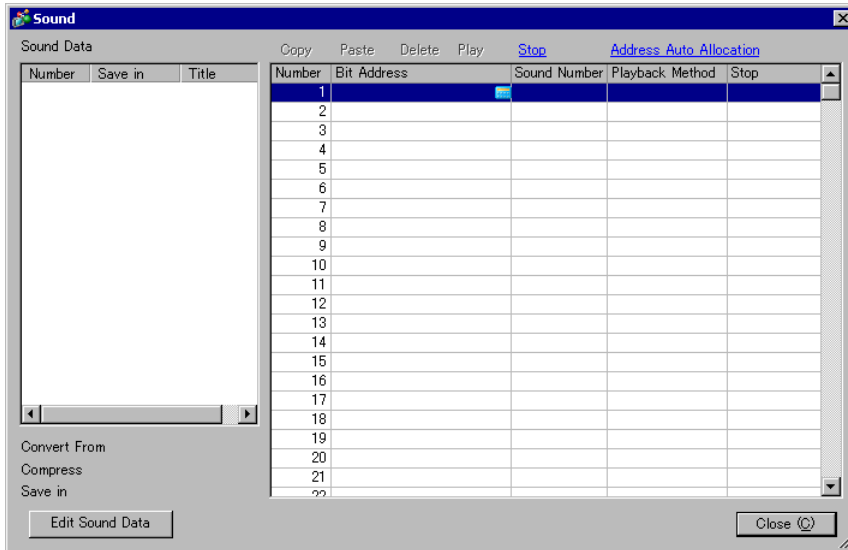 Sound
Sound Data
Copy Paste Delete Play Stop Address Auto Allocation
Number Save in Title
Number Bit Address Sound Number Playback Method Stop
1
2
3
4
5
6
7
8
9
10
11
12
13
14
15
16
17
18
19
20
21
22
Convert From
Compress
Save in
Edit Sound Data
Close (C)